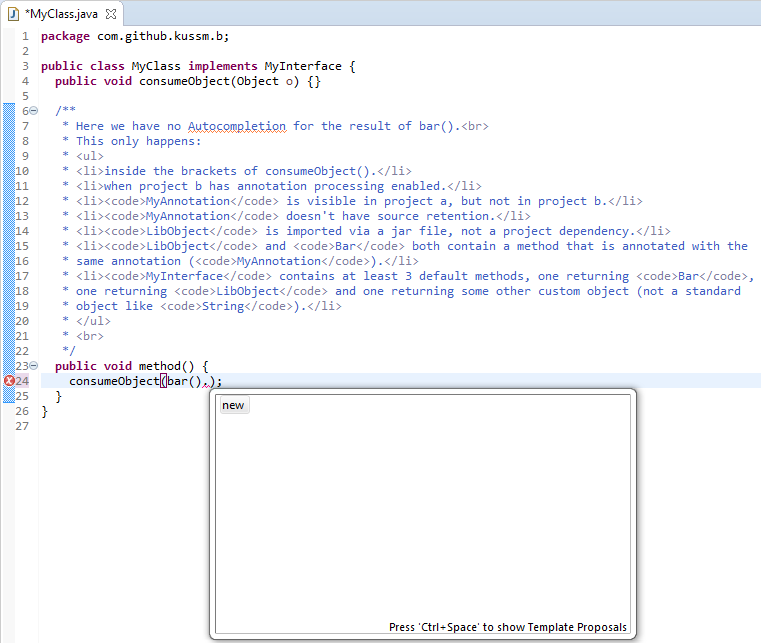 *MyClass.java
1 package com.github.kussm.b;
2
3 public class MyClass implements MyInterface {
4 public void consumeObject(Object o) {}
5
6 /**
7 * Here we have no Autocompletion for the result of bar().<br>
8 * This only happens:
9 * <ul>
10 * <li>inside the brackets of consumeObject().</li>
11 * <li>when project b has annotation processing enabled.</li>
12 * <li><code>MyAnnotation</code> is visible in project a, but not in project b.</li>
13 * <li><code>MyAnnotation</code> doesn't have source retention.</li>
14 * <li><code>LibObject</code> is imported via a jar file, not a project dependency.</li>
15 * <li><code>LibObject</code> and <code>Bar</code> both contain a method that is annotated with the
16 * same annotation (<code>MyAnnotation</code>).</li>
17 * <li><code>MyInterface</code> contains at least 3 default methods, one returning <code>Bar</code>,
18 * one returning <code>LibObject</code> and one returning some other custom object (not a standard
19 * object like <code>String</code>).</li>
20 * </ul>
21 * <br>
22 */
23 public void method() {
24 consumeObject(bar().);
25 }
26 }
27
new
Press 'Ctrl+Space' to show Template Proposals